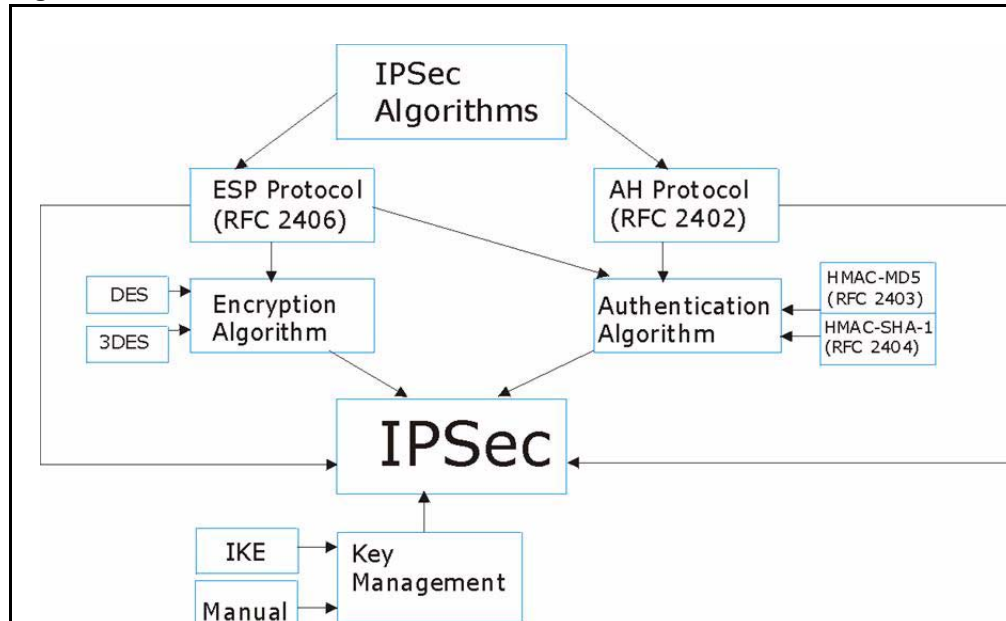 IPSec
Algorithms
ESP Protocol
(RFC 2406)
AH Protocol
(RFC 2402)
DES
3DES
Encryption
Algorithm
Authentication
Algorithm
HMAC-MD5
(RFC 2403)
HMAC-SHA-1
(RFC 2404)
IPSec
IKE
Manual
Key
Management